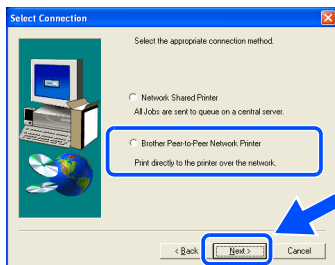 Select Connection
Select the appropriate connection method.
Network Shared Printer
All Jobs are sent to queue on a central server.
Brother Peer-to-Peer Network Printer
Print directly to the printer over the network.
< Back Next > Cancel